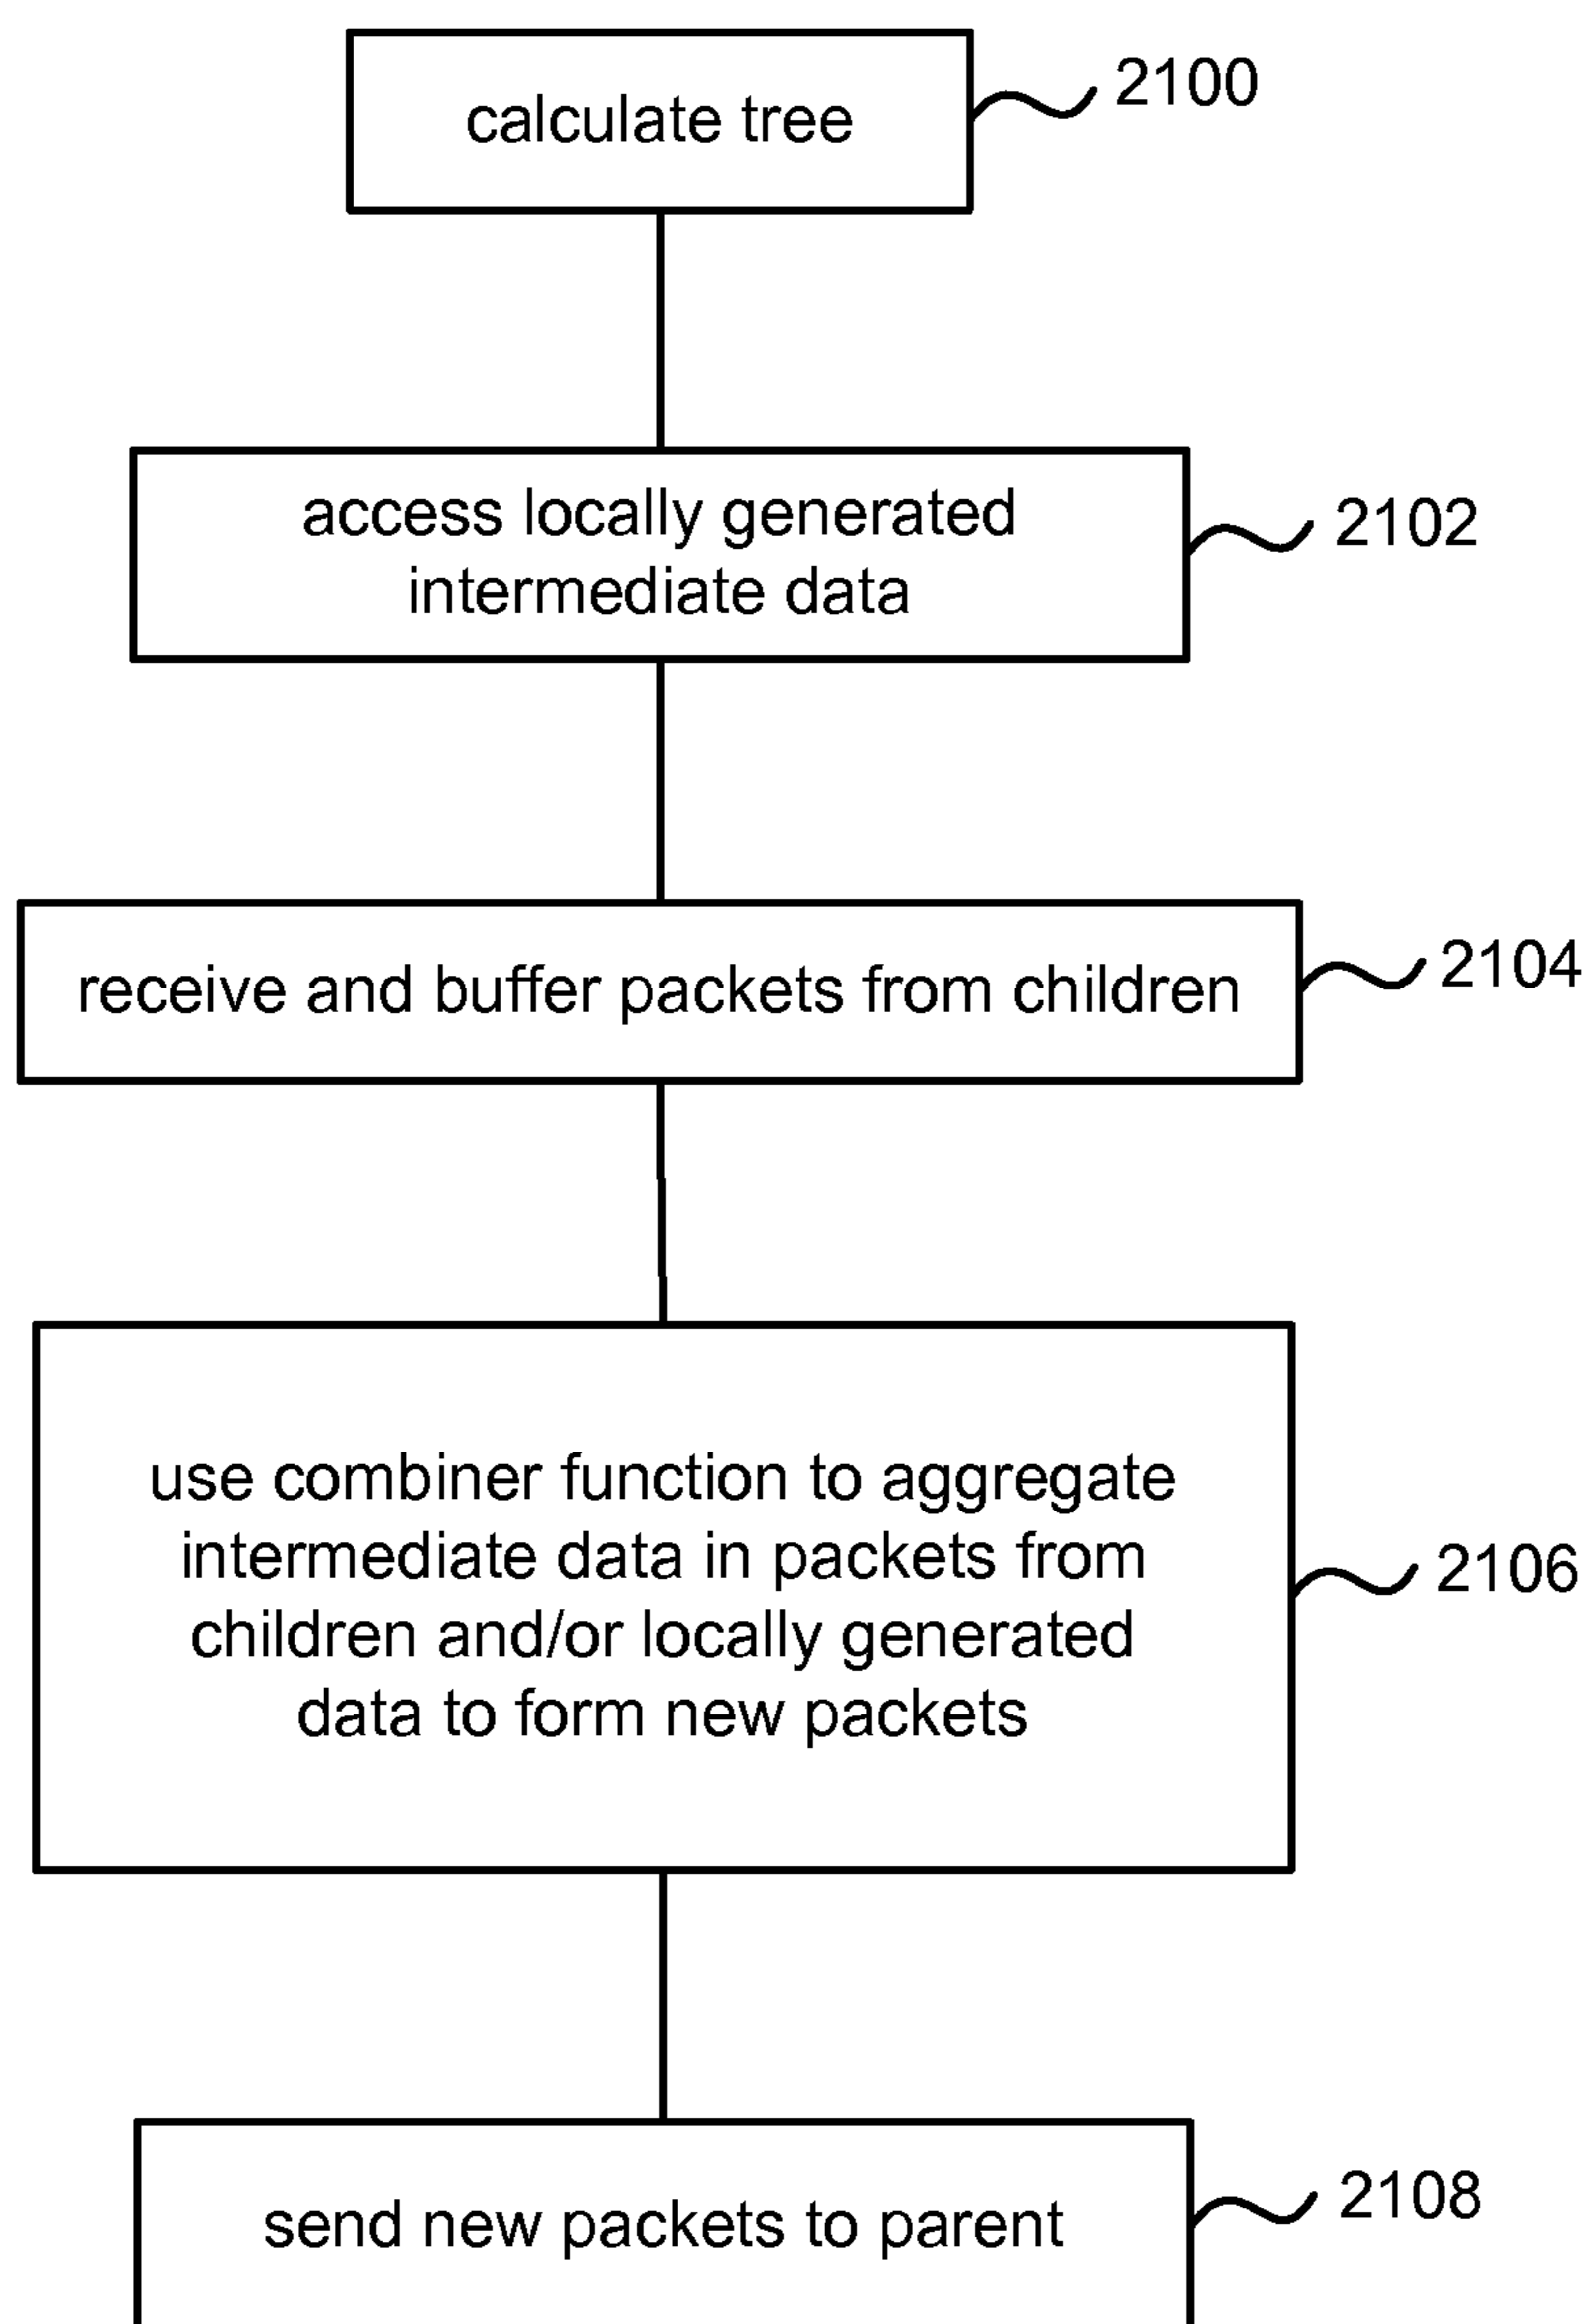 calculate tree
2100
access locally generated
intermediate data
2102
receive and buffer packets from children
2104
use combiner function to aggregate
intermediate data in packets from
children and/or locally generated
data to form new packets
2106
send new packets to parent
2108